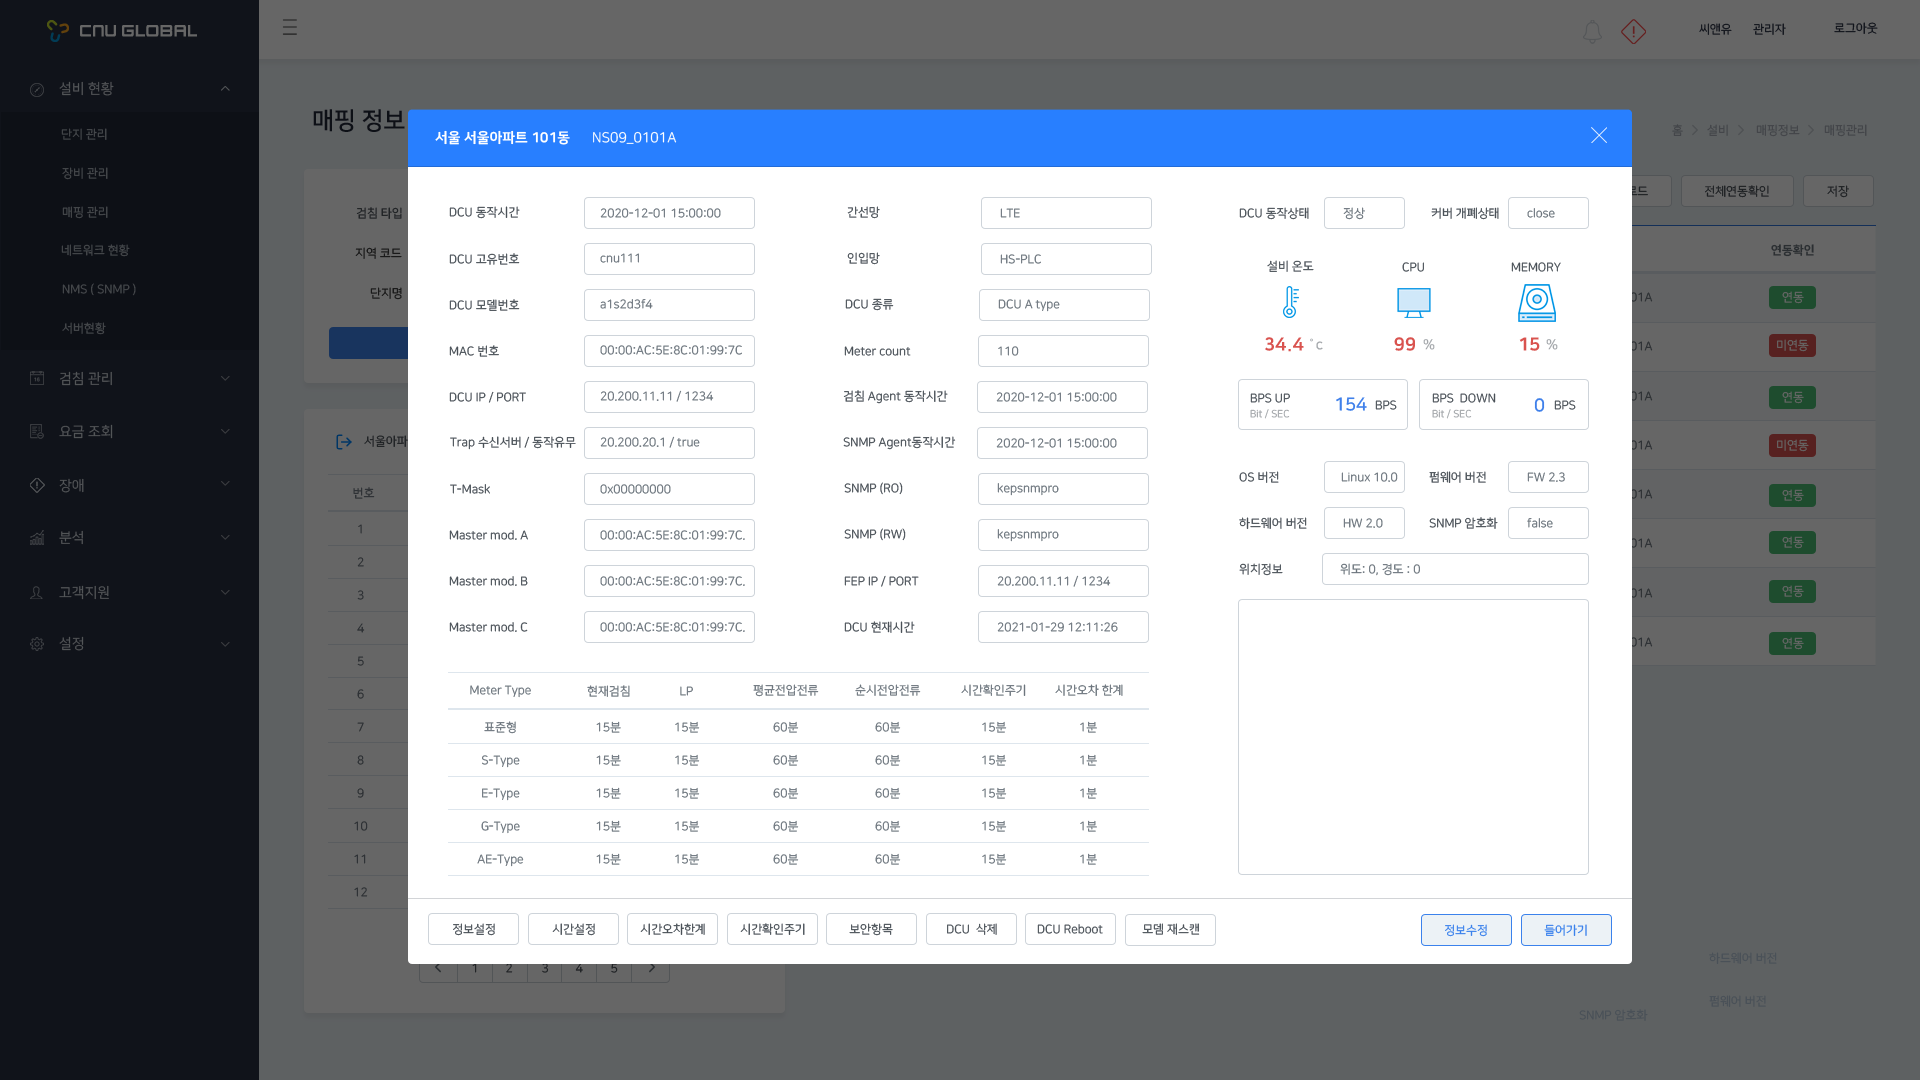 CNU GLOBAL
씨앤유 관리자 로그아웃
설비 현황
단지 관리
장비 관리
매핑 관리
네트워크 현황
NMS ( SNMP )
서버현황
검침 관리
요금 조회
장애
분석
고객지원
설정
매핑 정보
홈 > 설비 > 매핑정보 > 매핑관리
검침 타입
지역 코드
단지명
로드 전체연동확인 저장
연동확인
01A 연동
01A 미연동
01A 연동
01A 미연동
01A 연동
01A 연동
01A 연동
01A 연동
서울아파
번호
1
2
3
4
5
6
7
8
9
10
11
12
< 1 2 3 4 5 >
서울 서울아파트 101동 NS09_0101A
DCU 동작시간 2020-12-01 15:00:00
DCU 고유번호 cnu111
DCU 모델번호 a1s2d3f4
MAC 번호 00:00:AC:5E:8C:01:99:7C
DCU IP / PORT 20.200.11.11 / 1234
Trap 수신서버 / 동작유무 20.200.20.1 / true
T-Mask 0x00000000
Master mod. A 00:00:AC:5E:8C:01:99:7C.
Master mod. B 00:00:AC:5E:8C:01:99:7C.
Master mod. C 00:00:AC:5E:8C:01:99:7C.
간선망 LTE
인입망 HS-PLC
DCU 종류 DCU A type
Meter count 110
검침 Agent 동작시간 2020-12-01 15:00:00
SNMP Agent동작시간 2020-12-01 15:00:00
SNMP (RO) kepsnmpro
SNMP (RW) kepsnmpro
FEP IP / PORT 20.200.11.11 / 1234
DCU 현재시간 2021-01-29 12:11:26
DCU 동작상태 정상 커버 개폐상태 close
설비 온도 CPU MEMORY
34.4 °C 99 % 15 %
BPS UP 154 BPS
Bit / SEC
BPS DOWN 0 BPS
Bit / SEC
OS 버전 Linux 10.0 펌웨어 버전 FW 2.3
하드웨어 버전 HW 2.0 SNMP 암호화 false
위치정보 위도: 0, 경도 : 0
Meter Type 현재검침 LP 평균전압전류 순시전압전류 시간확인주기 시간오차 한계
표준형 15분 15분 60분 60분 15분 1분
S-Type 15분 15분 60분 60분 15분 1분
E-Type 15분 15분 60분 60분 15분 1분
G-Type 15분 15분 60분 60분 15분 1분
AE-Type 15분 15분 60분 60분 15분 1분
정보설정 시간설정 시간오차한계 시간확인주기 보안항목 DCU 삭제 DCU Reboot 모뎀 재스캔 정보수정 들어가기
하드웨어 버전
펌웨어 버전
SNMP 암호화